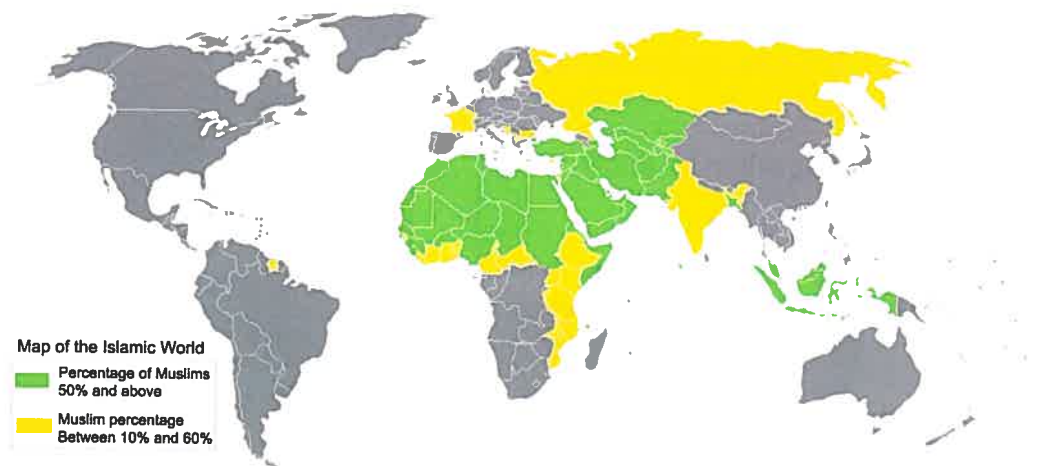 Map of the Islamic World
Percentage of Muslims
50% and above
Muslim percentage
Between 10% and 60%